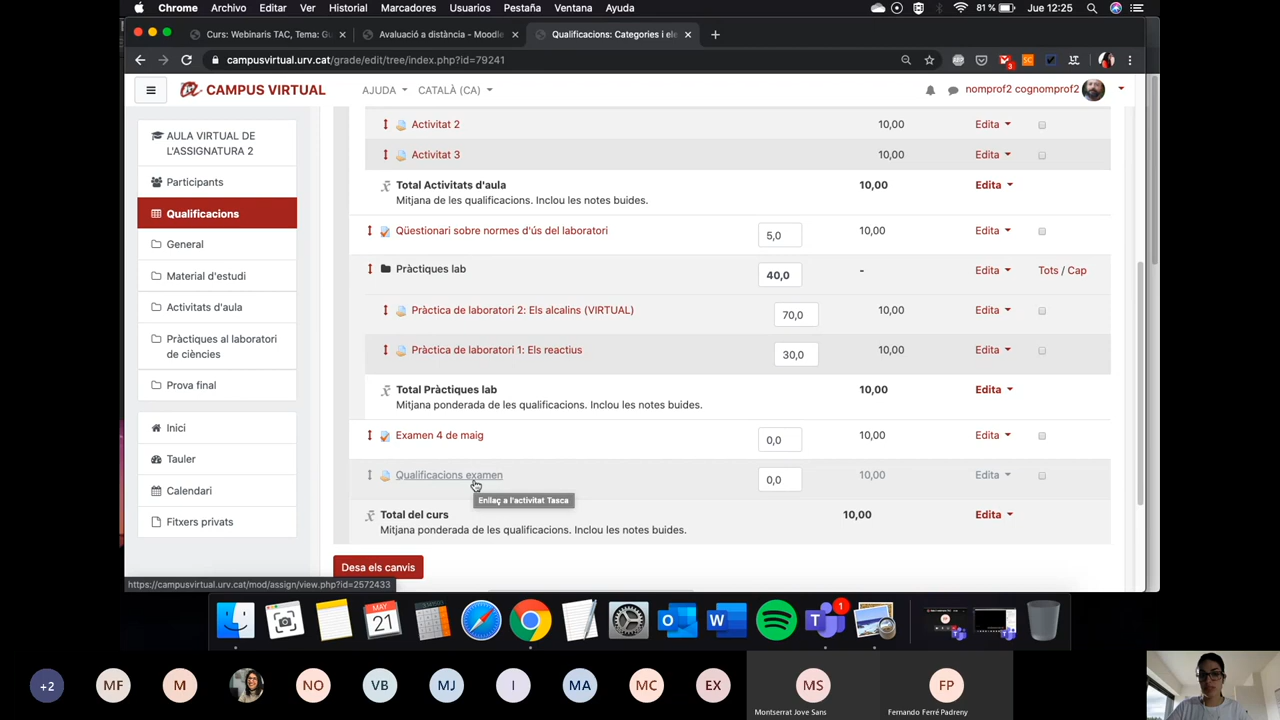 Chrome Archivo Editar Ver Historial Marcadores Usuarios Pestaña Ventana Ayuda 81 % Jue 12:25
Curs: Webinaris TAC, Tema: Gu Avaluació a distància - Moodle Qualificacions: Categories i ele
campusvirtual.urv.cat/grade/edit/tree/index.php?id=79241
CAMPUS VIRTUAL AJUDA CATALÀ (CA) nomprof2 cognomprof2
AULA VIRTUAL DE
L'ASSIGNATURA 2
Participants
Qualificacions
General
Material d'estudi
Activitats d'aula
Pràctiques al laboratori
de ciències
Prova final
Inici
Tauler
Calendari
Fitxers privats
Activitat 2 10,00 Edita
Activitat 3 10,00 Edita
Total Activitats d'aula 10,00 Edita
Mitjana de les qualificacions. Inclou les notes buides.
Qüestionari sobre normes d'ús del laboratori 5,0 10,00 Edita
Pràctiques lab 40,0 - Edita Tots / Cap
Pràctica de laboratori 2: Els alcalins (VIRTUAL) 70,0 10,00 Edita
Pràctica de laboratori 1: Els reactius 30,0 10,00 Edita
Total Pràctiques lab 10,00 Edita
Mitjana ponderada de les qualificacions. Inclou les notes buides.
Examen 4 de maig 0,0 10,00 Edita
Qualificacions examen 0,0 10,00 Edita
Enllaç a l'activitat Tasca
Total del curs 10,00 Edita
Mitjana ponderada de les qualificacions. Inclou les notes buides.
Desa els canvis
https://campusvirtual.urv.cat/mod/assign/view.php?id=2572433
MAY
21
1
+2 MF M NO VB MJ I MA MC EX MS FP
Montserrat Jove Sans Fernando Ferré Padreny